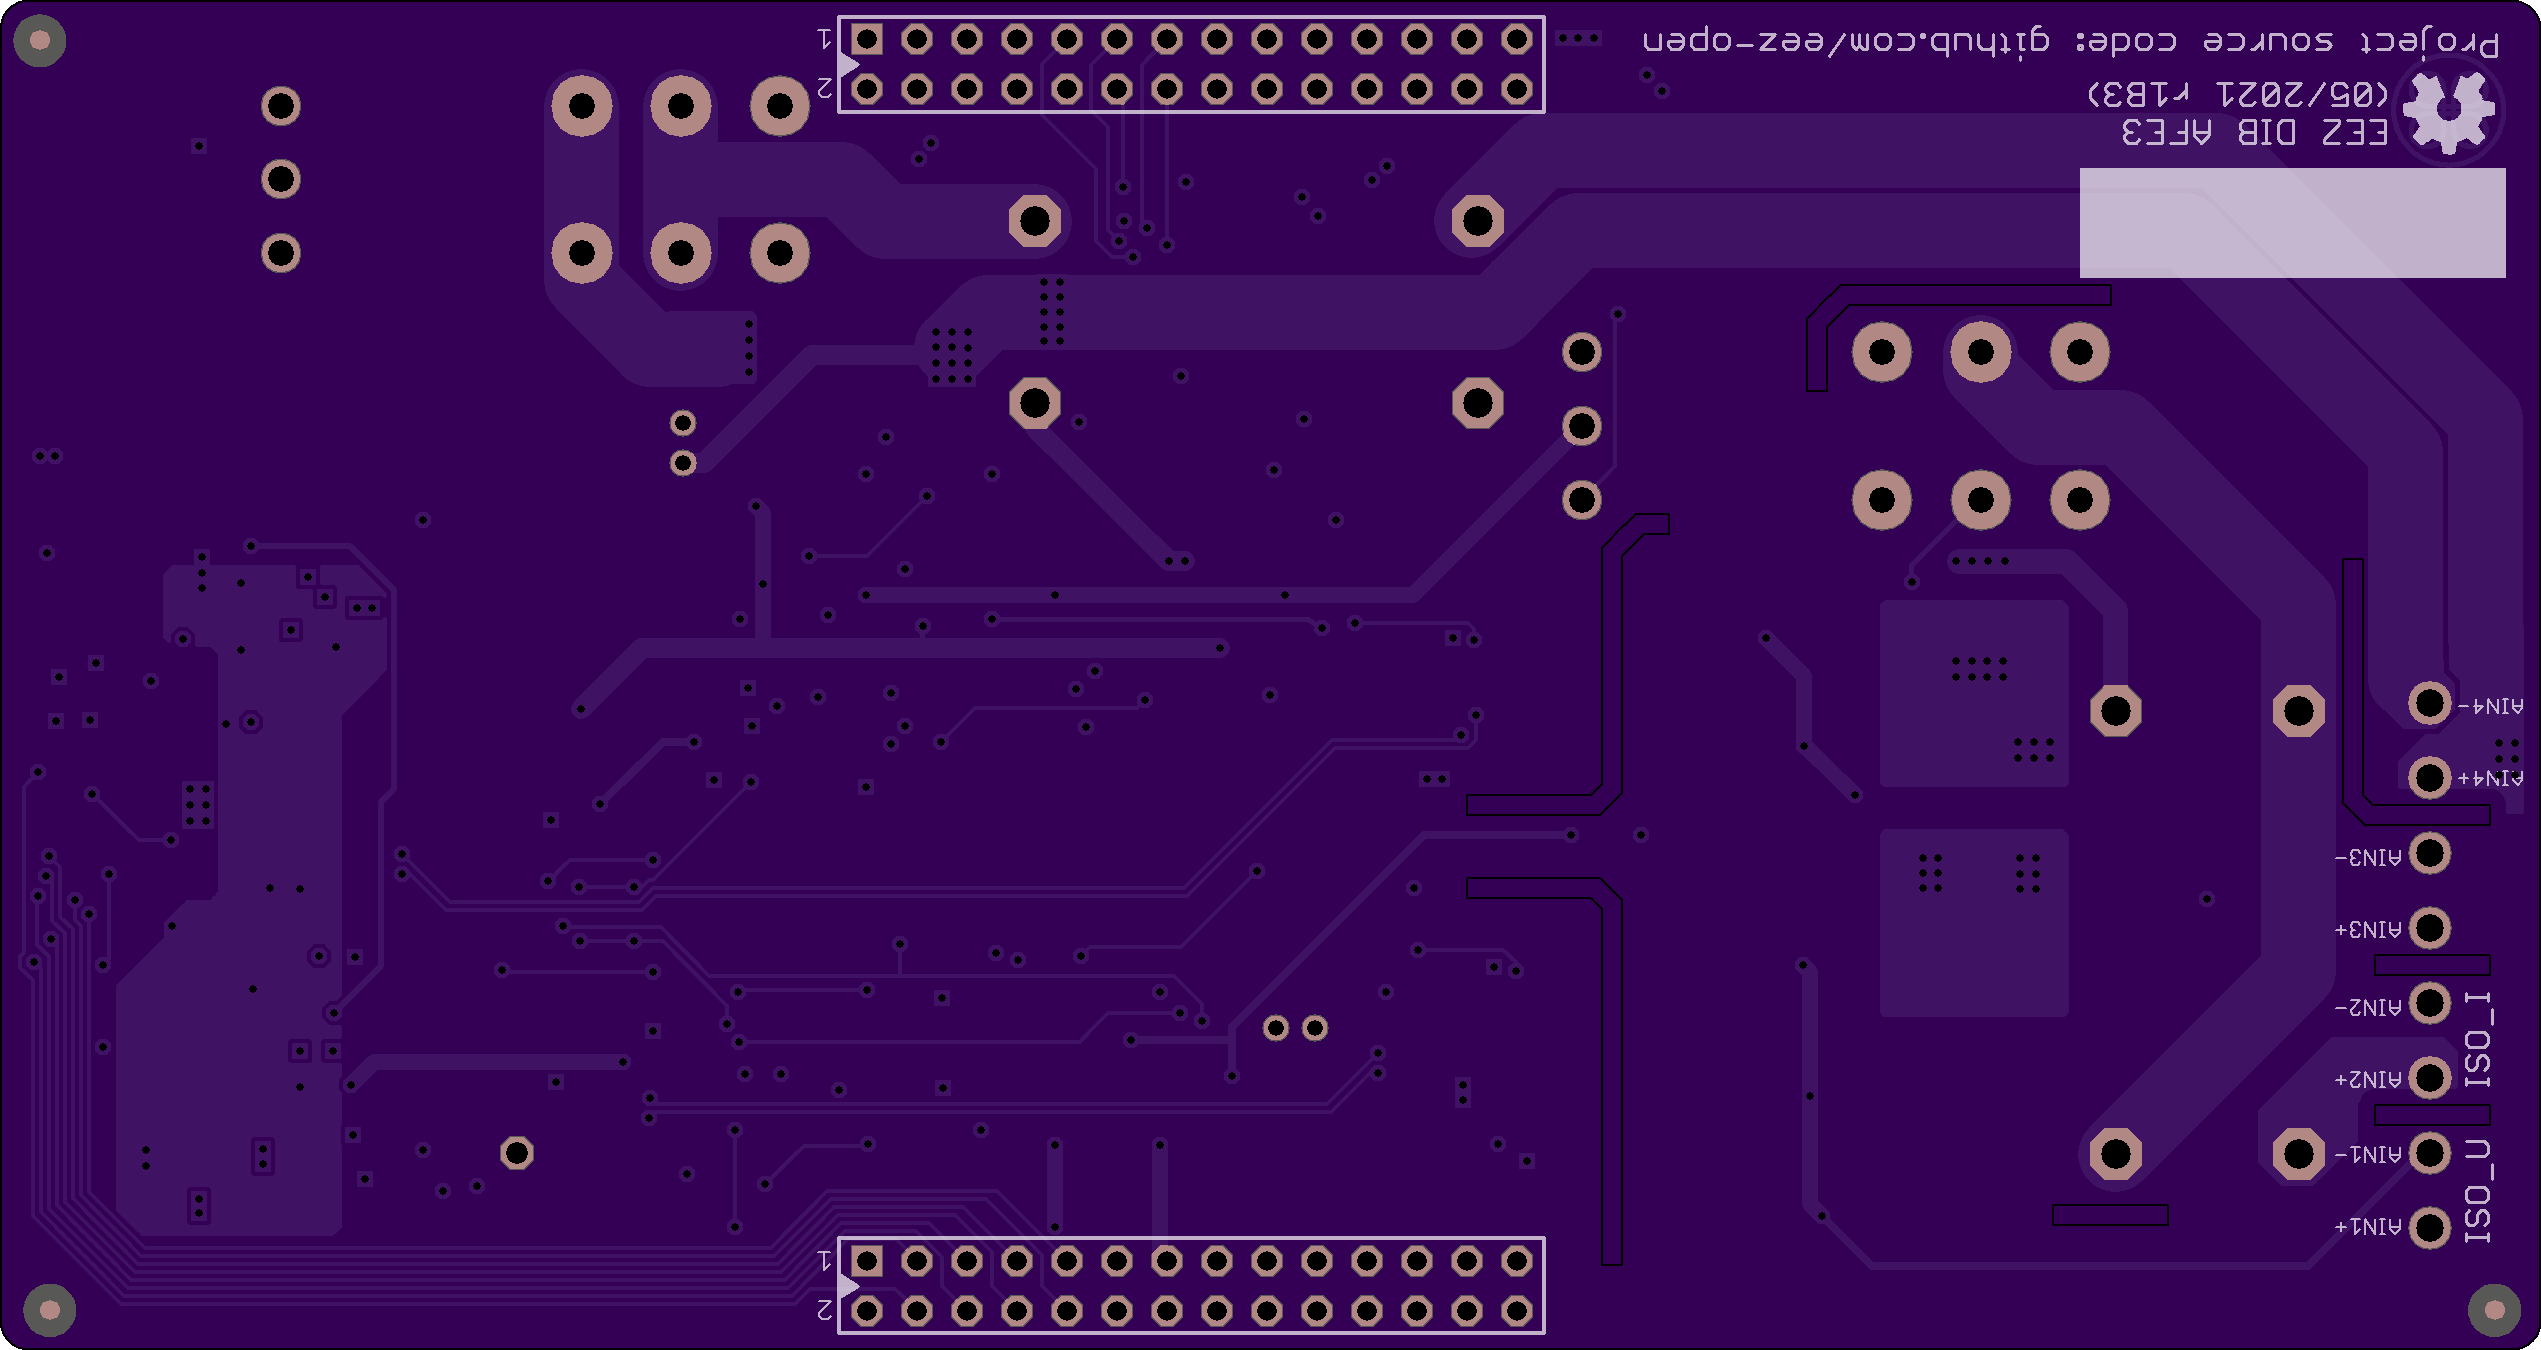 2
1
AIN1+
ISO_U
AIN1-
AIN2+
ISO_I
AIN2-
AIN3+
AIN3-
AIN4+
AIN4-
EEZ DIB AFE3
(05/2021 r1B3)
Project source code: github.com/eez-open
2
1